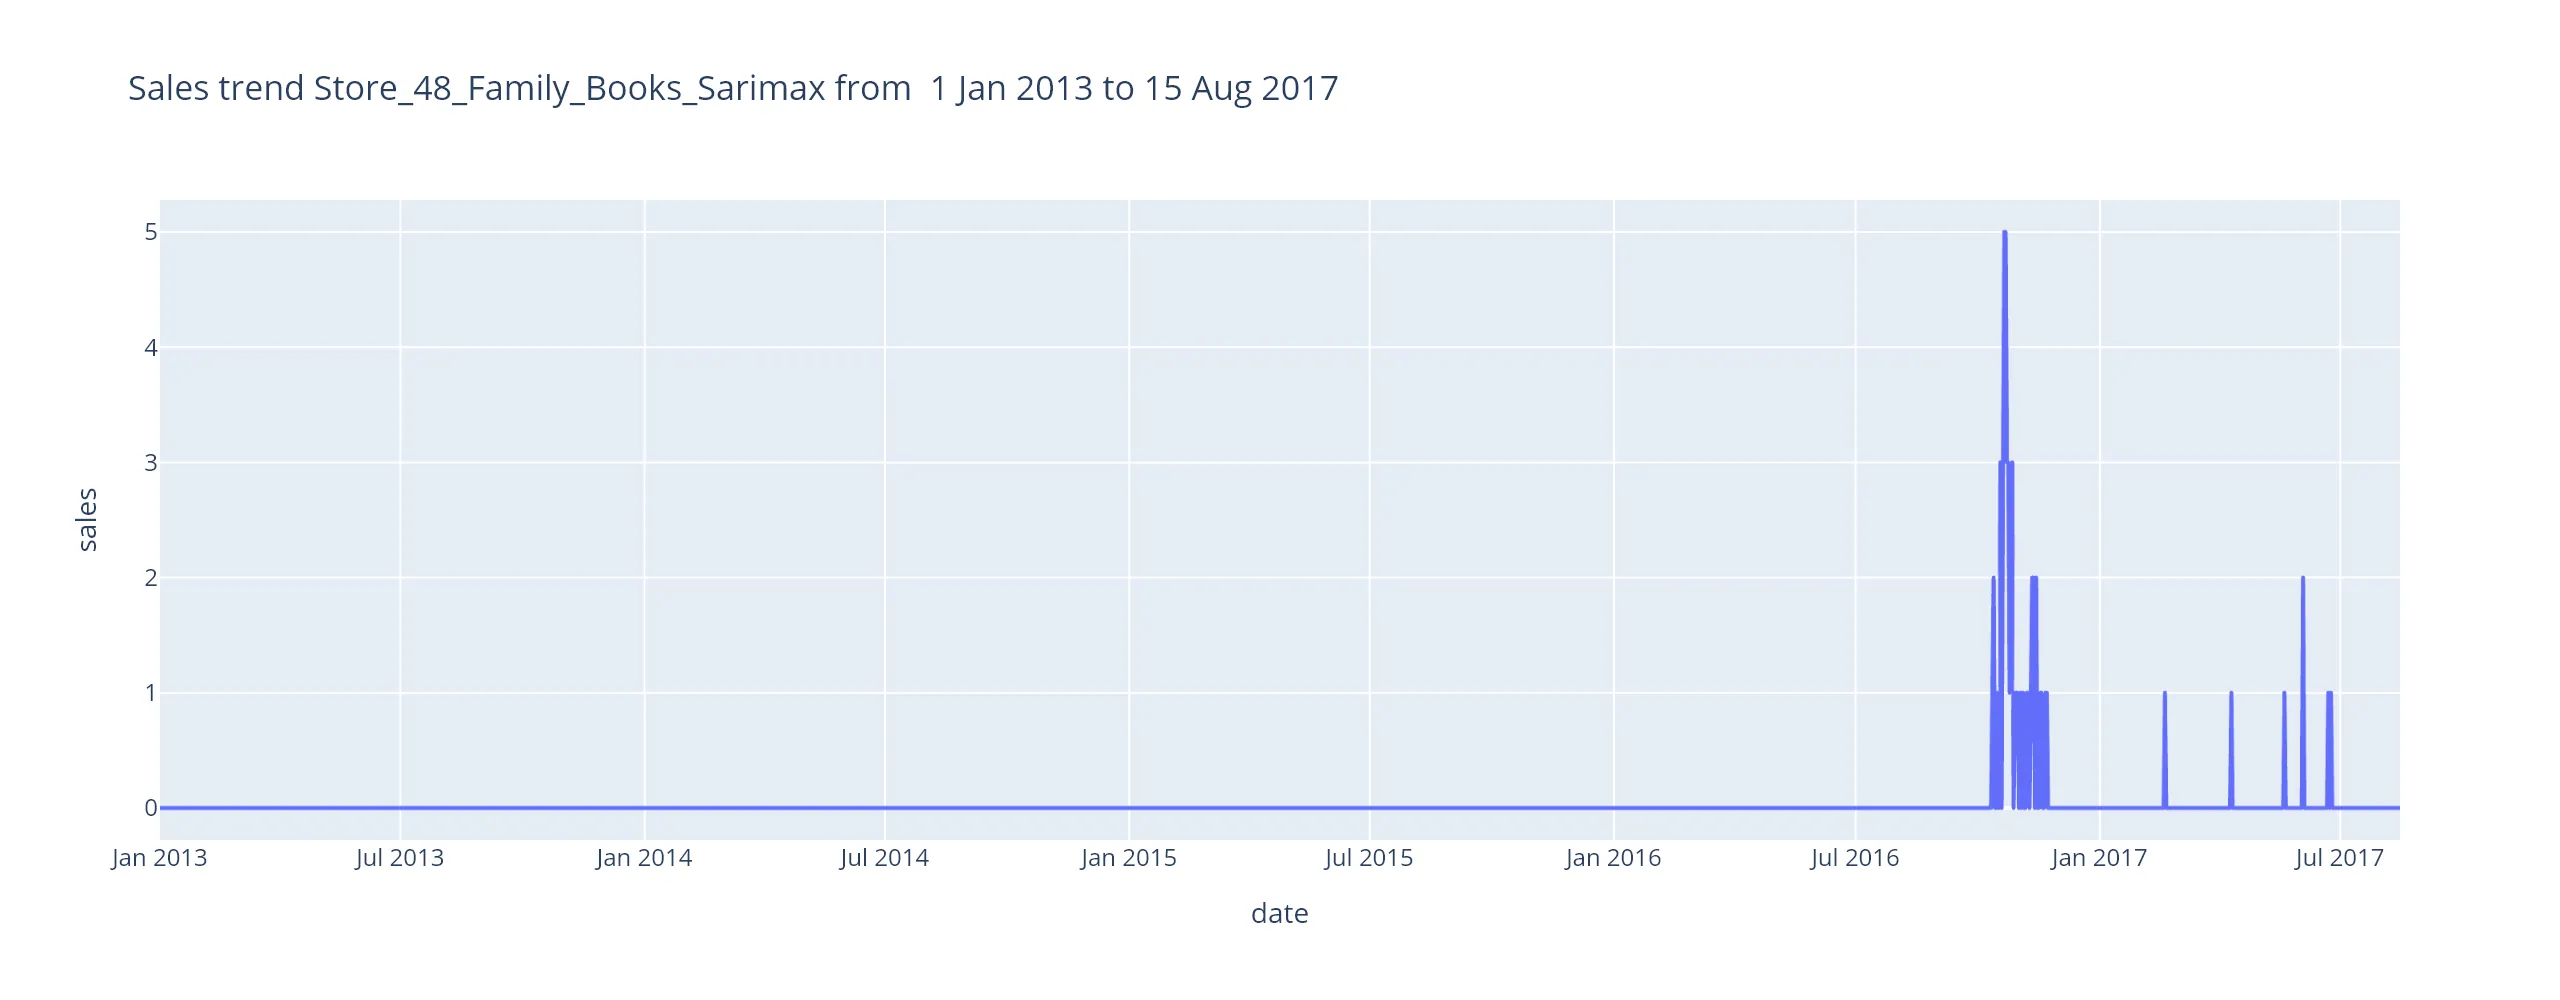 Sales trend Store_48_Family_Books_Sarimax from  1 Jan 2013 to 15 Aug 2017
5
4
3
2
1
0
sales
Jan 2013 Jul 2013 Jan 2014 Jul 2014 Jan 2015 Jul 2015 Jan 2016 Jul 2016 Jan 2017 Jul 2017
date